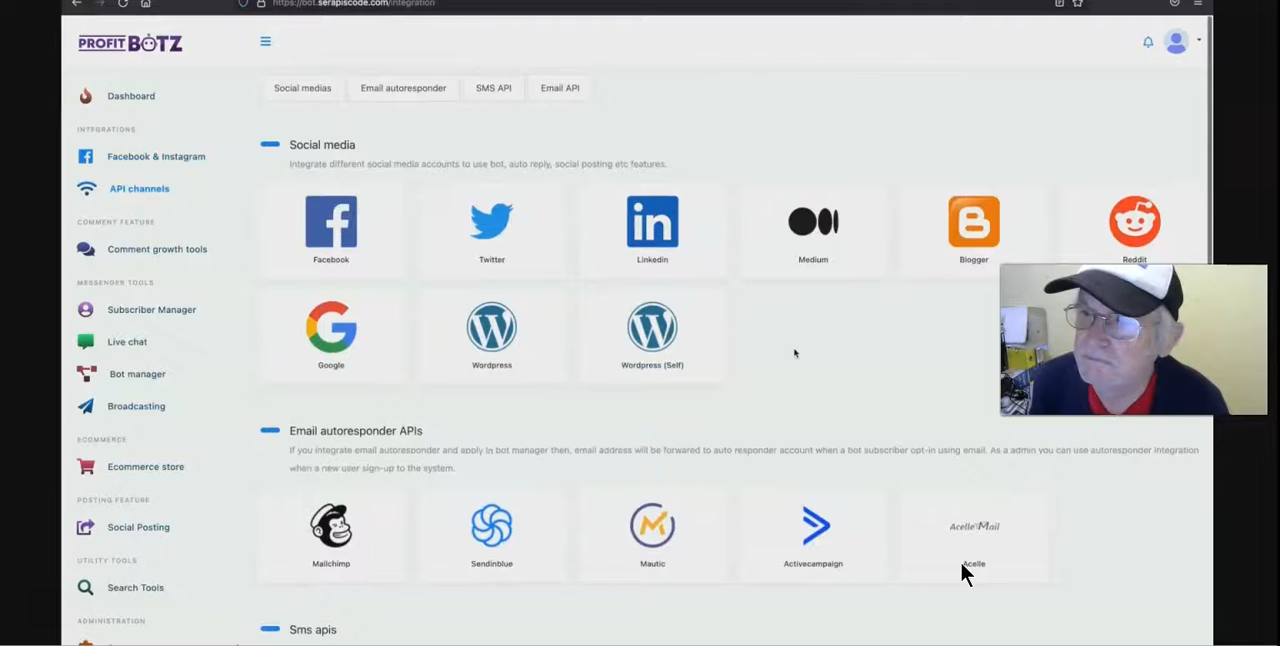 https://bot.serapiscode.com/integration
PROFIT BOTZ
Dashboard
INTEGRATIONS
Facebook & Instagram
API channels
COMMENT FEATURE
Comment growth tools
MESSENGER TOOLS
Subscriber Manager
Live chat
Bot manager
Broadcasting
ECOMMERCE
Ecommerce store
POSTING FEATURE
Social Posting
UTILITY TOOLS
Search Tools
ADMINISTRATION
Social medias Email autoresponder SMS API Email API
Social media
Integrate different social media accounts to use bot, auto reply, social posting etc features.
Facebook Twitter Linkedin Medium Blogger Reddit
Google Wordpress Wordpress (Self)
Email autoresponder APIs
If you integrate email autoresponder and apply in bot manager then, email address will be forwarded to auto responder account when a bot subscriber opt-in using email. As a admin you can use autoresponder integration
when a new user sign-up to the system.
AcelleMail
Mailchimp Sendinblue Mautic Activecampaign Acelle
Sms apis